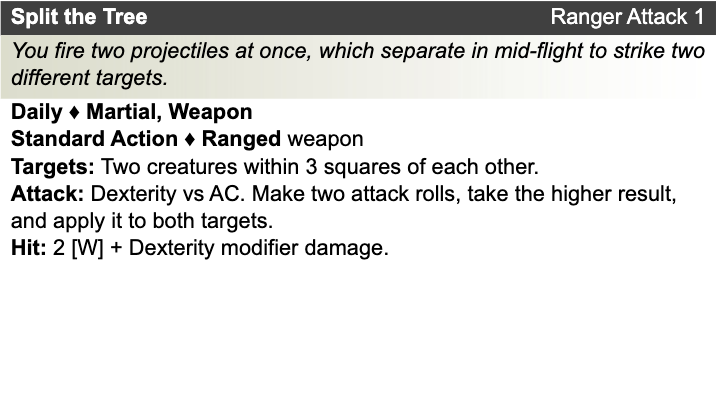 Split the Tree Ranger Attack 1
You fire two projectiles at once, which separate in mid-flight to strike two
different targets.
Daily ♦ Martial, Weapon
Standard Action ♦ Ranged weapon
Targets: Two creatures within 3 squares of each other.
Attack: Dexterity vs AC. Make two attack rolls, take the higher result,
and apply it to both targets.
Hit: 2 [W] + Dexterity modifier damage.